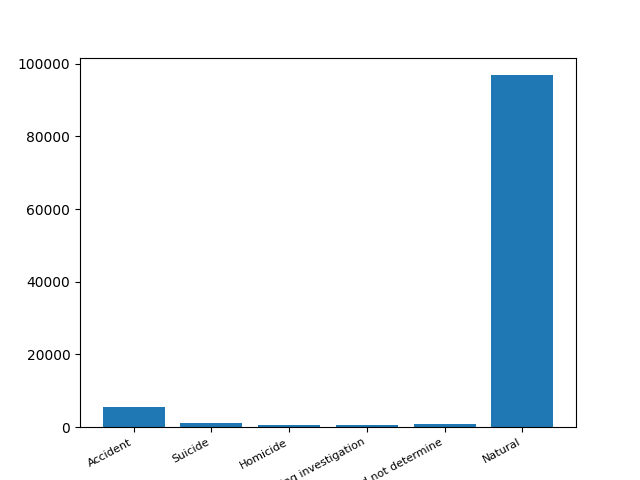 100000
80000
60000
40000
20000
0
Accident
Suicide
Homicide
investigation
not determine
Natural